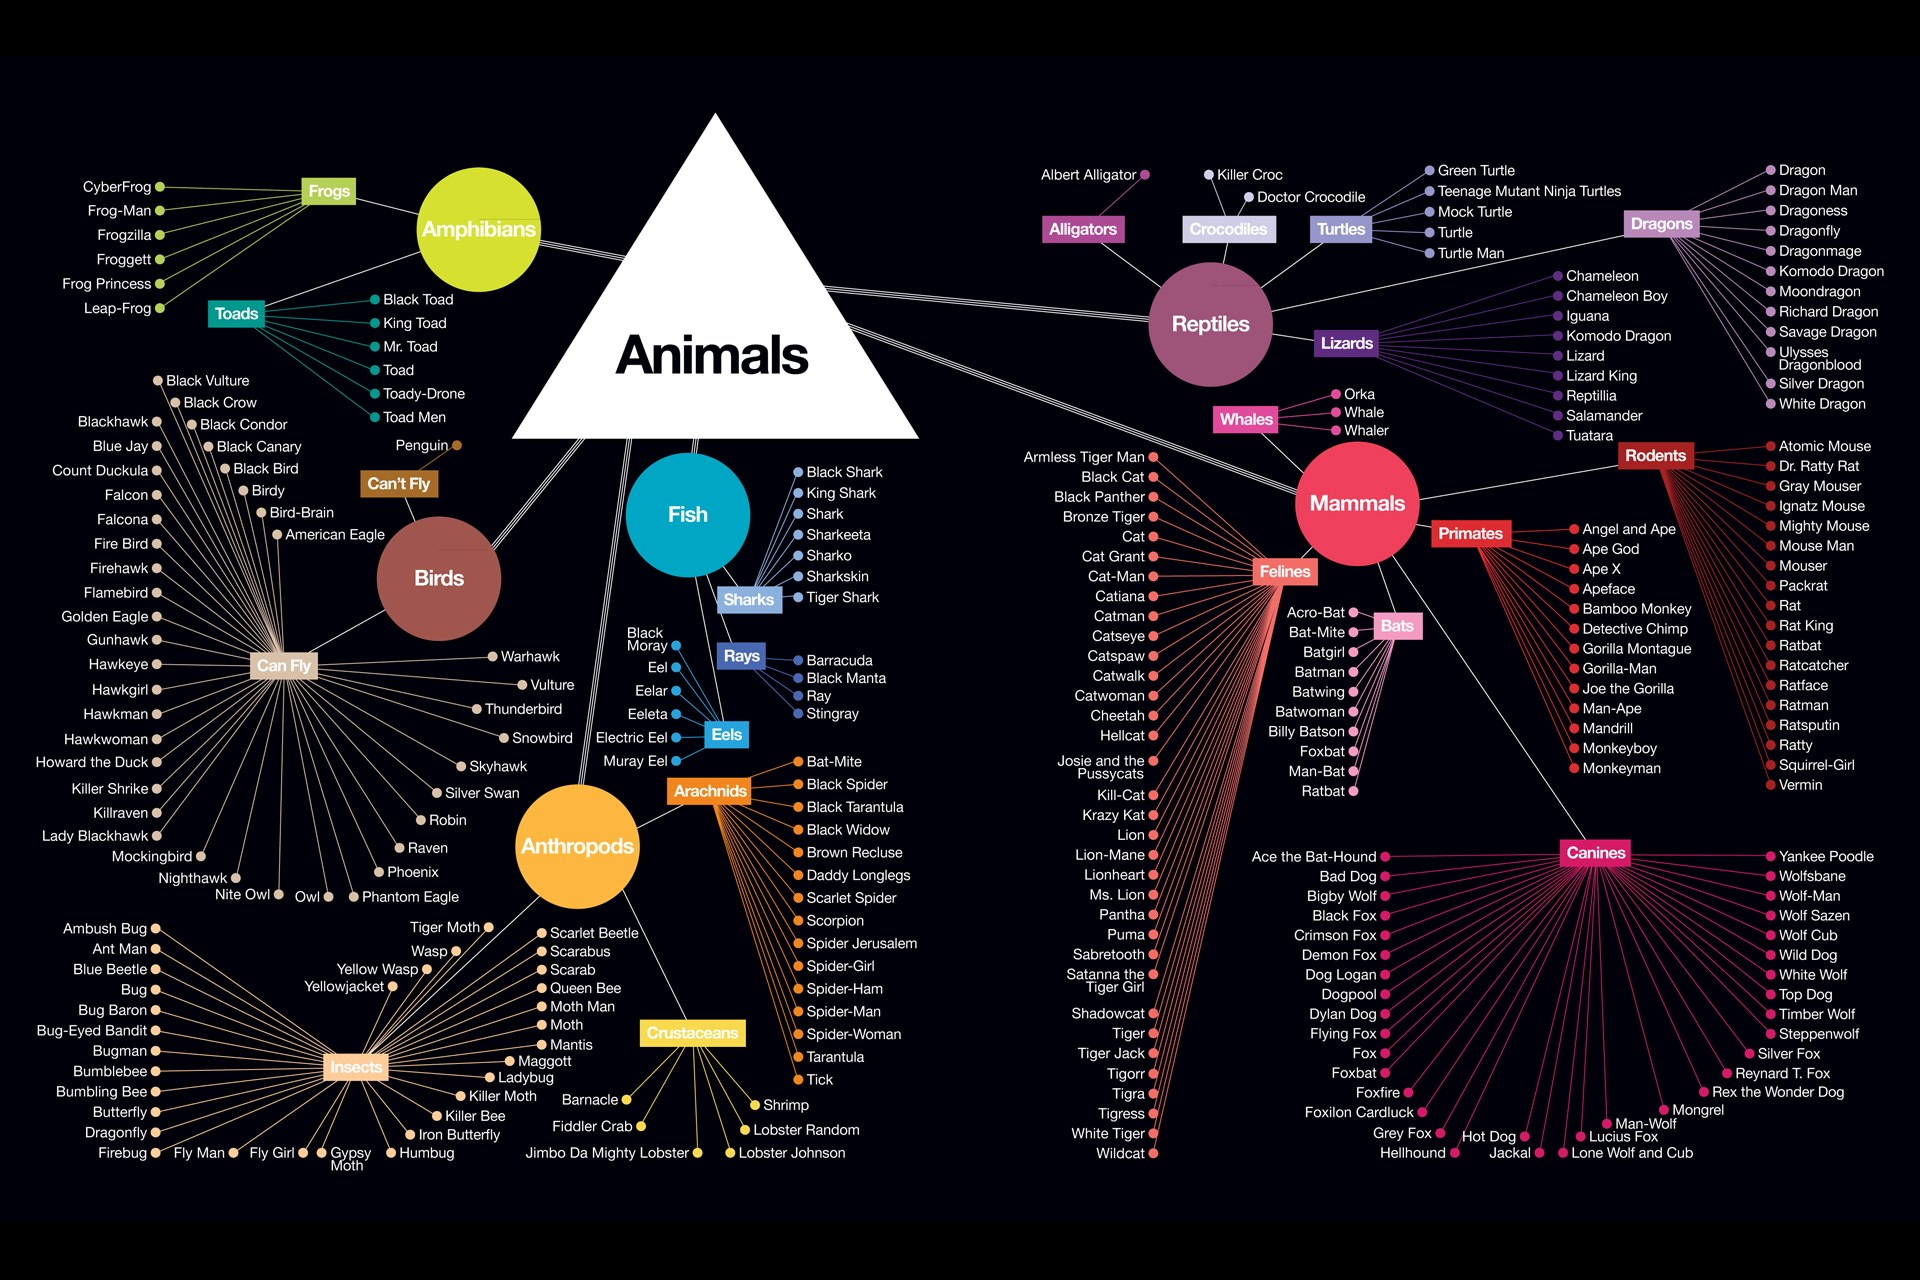 Animals
Amphibians
Frogs
CyberFrog
Frog-Man
Frogzilla
Froggett
Frog Princess
Leap-Frog
Toads
Black Toad
King Toad
Mr. Toad
Toad
Toady-Drone
Toad Men
Birds
Can't Fly
Penguin
Can Fly
Black Vulture
Black Crow
Black Condor
Black Canary
Black Bird
Birdy
Bird-Brain
American Eagle
Blackhawk
Blue Jay
Count Duckula
Falcon
Falcona
Fire Bird
Firehawk
Flamebird
Golden Eagle
Gunhawk
Hawkeye
Hawkgirl
Hawkman
Hawkwoman
Howard the Duck
Killer Shrike
Killraven
Lady Blackhawk
Mockingbird
Nighthawk
Nite Owl
Owl
Phantom Eagle
Phoenix
Raven
Robin
Silver Swan
Skyhawk
Snowbird
Thunderbird
Vulture
Warhawk
Fish
Sharks
Black Shark
King Shark
Shark
Sharkeeta
Sharko
Sharkskin
Tiger Shark
Rays
Barracuda
Black Manta
Ray
Stingray
Eels
Black
Moray
Eel
Eelar
Eeleta
Electric Eel
Muray Eel
Anthropods
Arachnids
Bat-Mite
Black Spider
Black Tarantula
Black Widow
Brown Recluse
Daddy Longlegs
Scarlet Spider
Scorpion
Spider Jerusalem
Spider-Girl
Spider-Ham
Spider-Man
Spider-Woman
Tarantula
Tick
Crustaceans
Barnacle
Fiddler Crab
Jimbo Da Mighty Lobster
Lobster Johnson
Lobster Random
Shrimp
Insects
Ambush Bug
Ant Man
Blue Beetle
Bug
Bug Baron
Bug-Eyed Bandit
Bugman
Bumblebee
Bumbling Bee
Butterfly
Dragonfly
Firebug
Fly Man
Fly Girl
Gypsy
Moth
Humbug
Iron Butterfly
Killer Bee
Killer Moth
Ladybug
Maggott
Mantis
Moth
Moth Man
Queen Bee
Scarab
Scarabus
Scarlet Beetle
Tiger Moth
Wasp
Yellow Wasp
Yellowjacket
Reptiles
Alligators
Albert Alligator
Crocodiles
Killer Croc
Doctor Crocodile
Turtles
Green Turtle
Teenage Mutant Ninja Turtles
Mock Turtle
Turtle
Turtle Man
Dragons
Dragon
Dragon Man
Dragoness
Dragonfly
Dragonmage
Komodo Dragon
Moondragon
Richard Dragon
Savage Dragon
Ulysses
Dragonblood
Silver Dragon
White Dragon
Lizards
Chameleon
Chameleon Boy
Iguana
Komodo Dragon
Lizard
Lizard King
Reptillia
Salamander
Tuatara
Mammals
Whales
Orka
Whale
Whaler
Rodents
Atomic Mouse
Dr. Ratty Rat
Gray Mouser
Ignatz Mouse
Mighty Mouse
Mouse Man
Mouser
Packrat
Rat
Rat King
Ratbat
Ratcatcher
Ratface
Ratman
Ratsputin
Ratty
Squirrel-Girl
Vermin
Primates
Angel and Ape
Ape God
Ape X
Apeface
Bamboo Monkey
Detective Chimp
Gorilla Montague
Gorilla-Man
Joe the Gorilla
Man-Ape
Mandrill
Monkeyboy
Monkeyman
Felines
Armless Tiger Man
Black Cat
Black Panther
Bronze Tiger
Cat
Cat Grant
Cat-Man
Catiana
Catman
Catseye
Catspaw
Catwalk
Catwoman
Cheetah
Hellcat
Josie and the
Pussycats
Kill-Cat
Krazy Kat
Lion
Lion-Mane
Lionheart
Ms. Lion
Pantha
Puma
Sabretooth
Satanna the
Tiger Girl
Shadowcat
Tiger
Tiger Jack
Tigorr
Tigra
Tigress
White Tiger
Wildcat
Bats
Acro-Bat
Bat-Mite
Batgirl
Batman
Batwing
Batwoman
Billy Batson
Foxbat
Man-Bat
Ratbat
Canines
Ace the Bat-Hound
Bad Dog
Bigby Wolf
Black Fox
Crimson Fox
Demon Fox
Dog Logan
Dogpool
Dylan Dog
Flying Fox
Fox
Foxbat
Foxfire
Foxilon Cardluck
Grey Fox
Hellhound
Hot Dog
Jackal
Lone Wolf and Cub
Lucius Fox
Man-Wolf
Mongrel
Rex the Wonder Dog
Reynard T. Fox
Silver Fox
Steppenwolf
Timber Wolf
Top Dog
White Wolf
Wild Dog
Wolf Cub
Wolf Sazen
Wolf-Man
Wolfsbane
Yankee Poodle